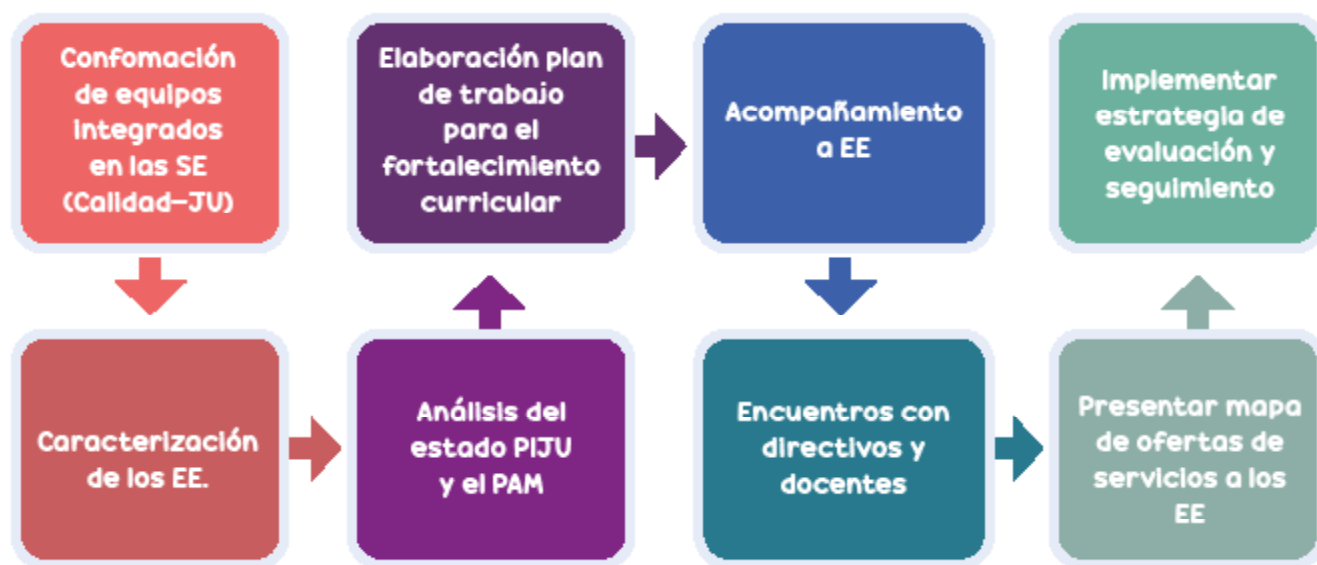 Confomación
de equipos
integrados
en las SE
(Calidad-JU)
Caracterización
de los EE.
Análisis del
estado PIJU
y el PAM
Elaboración plan
de trabajo
para el
fortalecimiento
curricular
Acompañamiento
a EE
Encuentros con
directivos y
docentes
Presentar mapa
de ofertas de
servicios a los
EE
Implementar
estrategia de
evaluación y
seguimiento